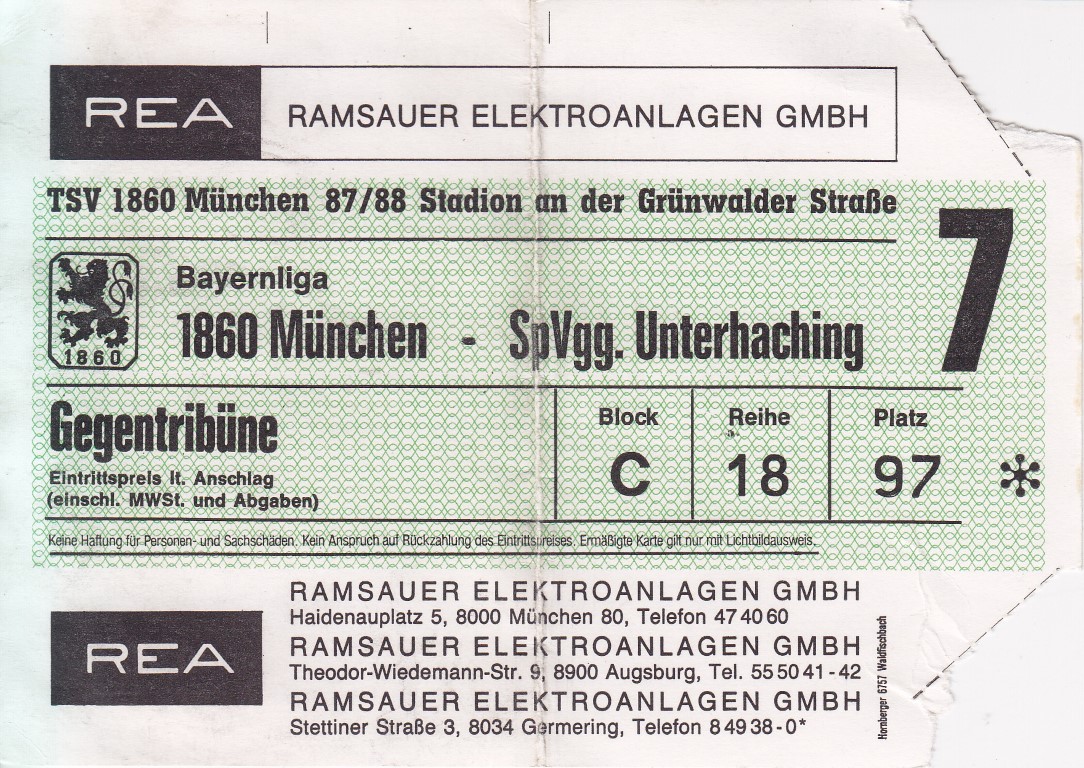 REA RAMSAUER ELEKTROANLAGEN GMBH
TSV 1860 München 87/88 Stadion an der Grünwalder Straße
7
Bayernliga
1860 München - SpVgg. Unterhaching
1860
Gegentribüne
Eintrittspreis lt. Anschlag
(einschl. MWSt. und Abgaben)
Block Reihe Platz
C 18 97 *
Keine Haftung für Personen- und Sachschäden. Kein Anspruch auf Rückzahlung des Eintrittspreises. Ermäßigte Karte gilt nur mit Lichtbildausweis.
REA
RAMSAUER ELEKTROANLAGEN GMBH
Haidenauplatz 5, 8000 München 80, Telefon 47 40 60
RAMSAUER ELEKTROANLAGEN GMBH
Theodor-Wiedemann-Str. 9, 8900 Augsburg, Tel. 55 50 41 - 42
RAMSAUER ELEKTROANLAGEN GMBH
Stettiner Straße 3, 8034 Germering, Telefon 8 49 38 - 0*
Homberger 6757 Waldfischbach